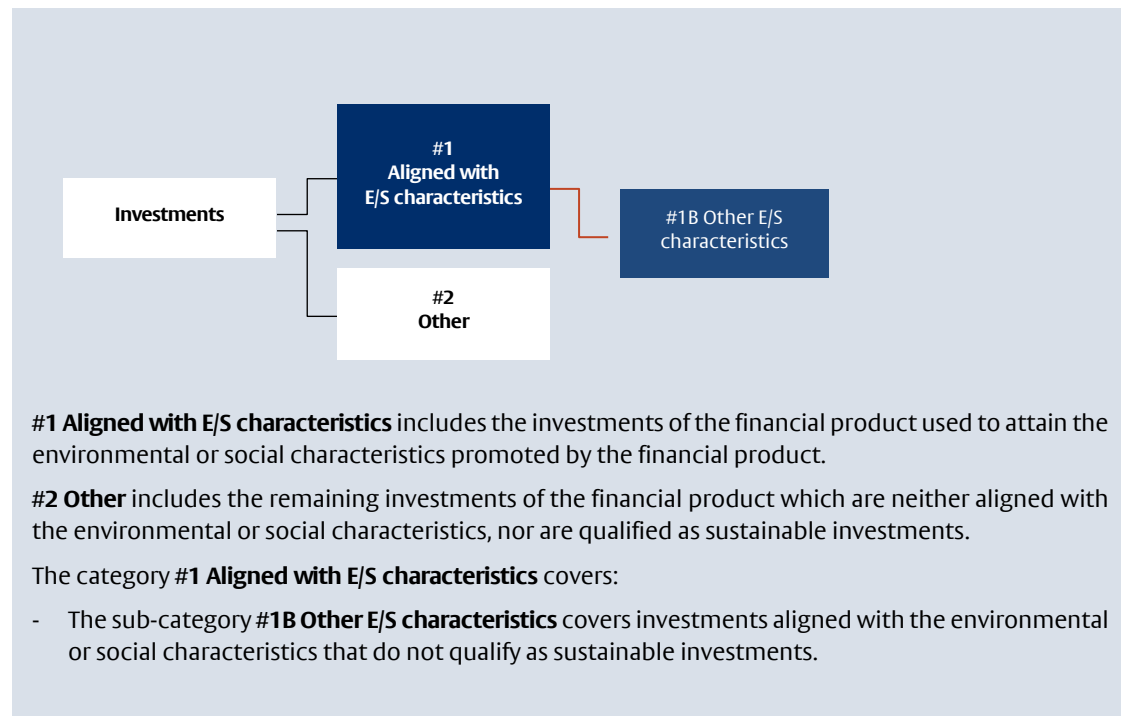 #1
Aligned with
E/S characteristics
Investments
#1B Other E/S
characteristics
#2
Other
#1 Aligned with E/S characteristics includes the investments of the financial product used to attain the
environmental or social characteristics promoted by the financial product.
#2 Other includes the remaining investments of the financial product which are neither aligned with
the environmental or social characteristics, nor are qualified as sustainable investments.
The category #1 Aligned with E/S characteristics covers:
- The sub-category #1B Other E/S characteristics covers investments aligned with the environmental
or social characteristics that do not qualify as sustainable investments.